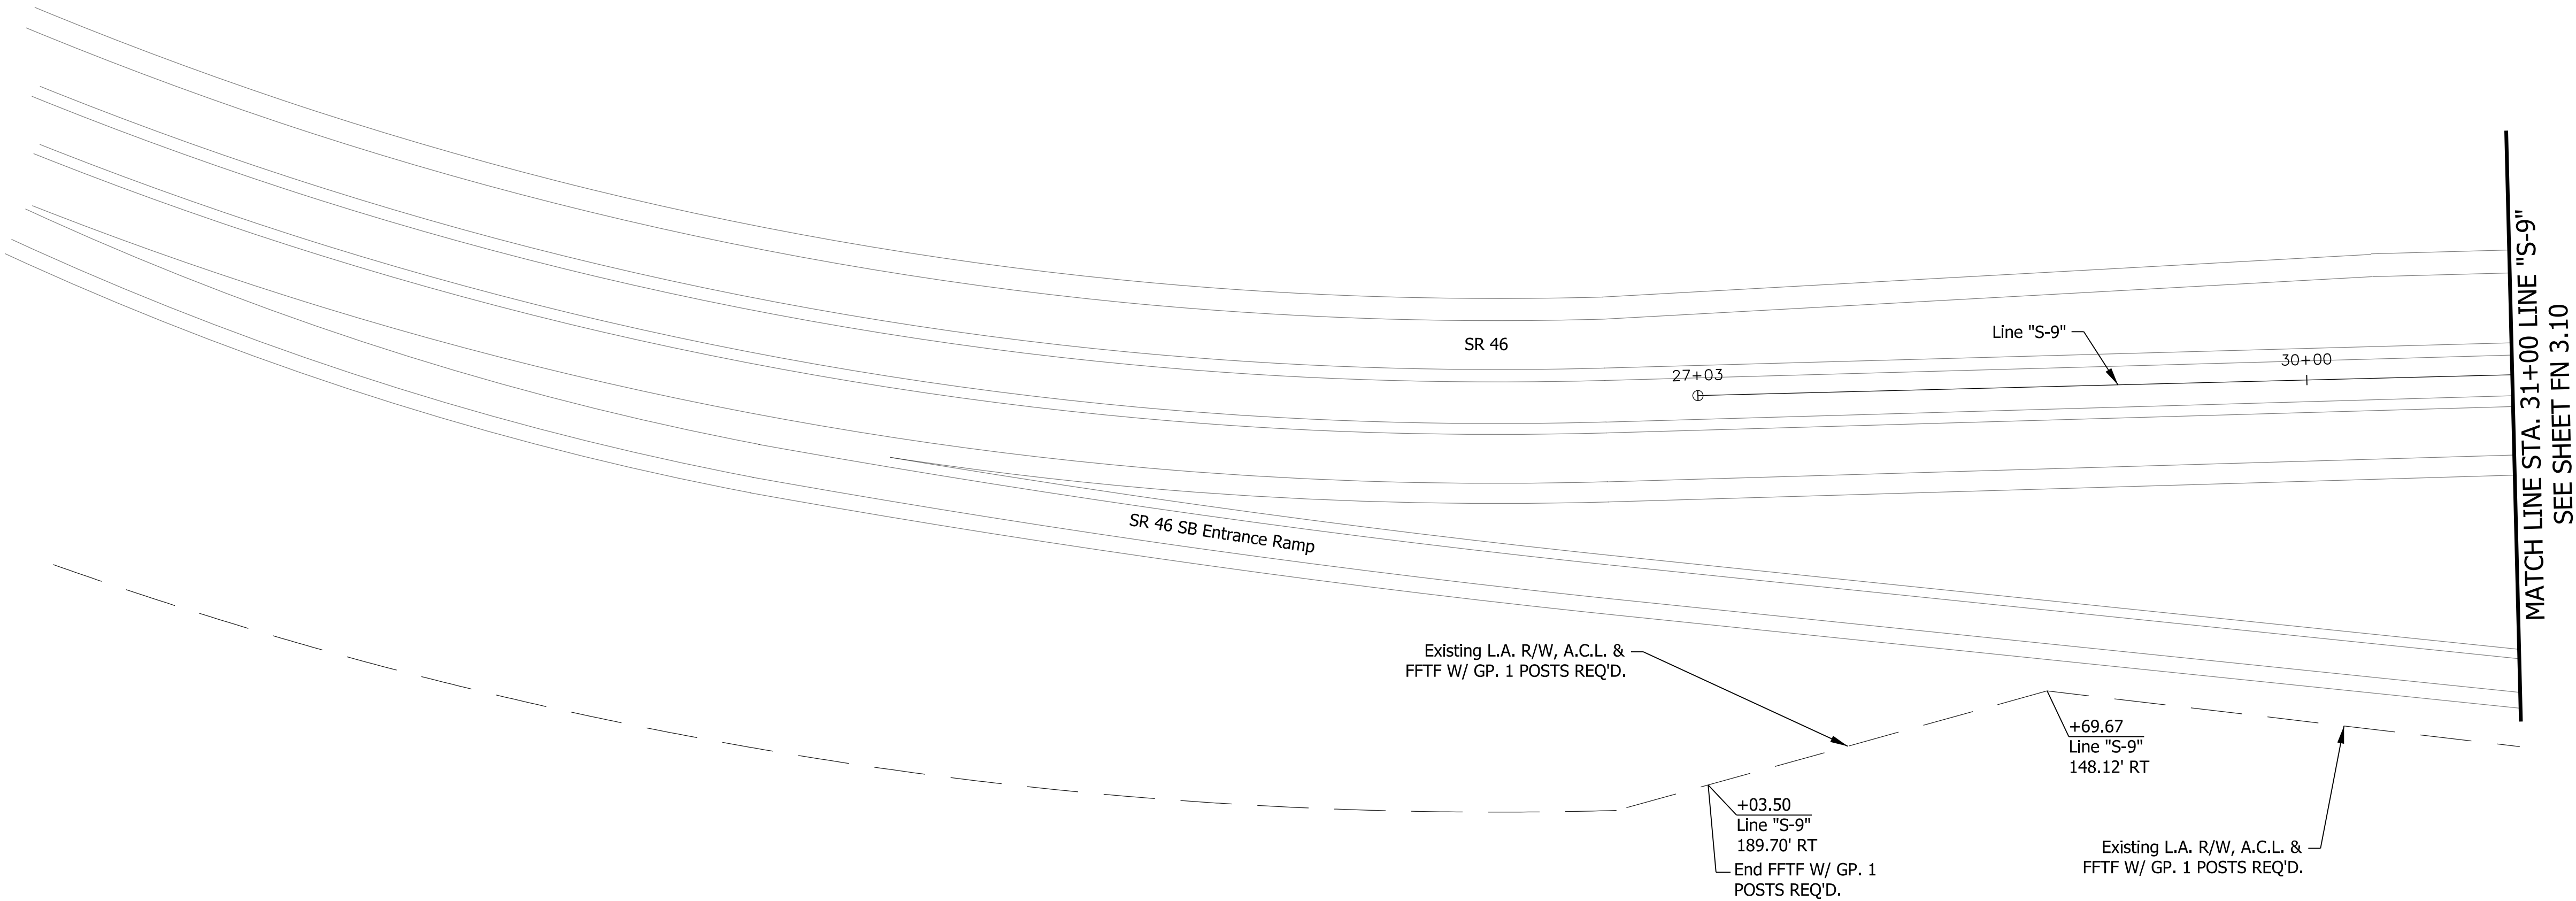 SR 46
27+03
Line "S-9"
30+00
MATCH LINE STA. 31+00 LINE "S-9"
SEE SHEET FN 3.10
SR 46 SB Entrance Ramp
Existing L.A. R/W, A.C.L. &
FFTF W/ GP. 1 POSTS REQ'D.
+69.67
Line "S-9"
148.12' RT
+03.50
Line "S-9"
189.70' RT
End FFTF W/ GP. 1
POSTS REQ'D.
Existing L.A. R/W, A.C.L. &
FFTF W/ GP. 1 POSTS REQ'D.